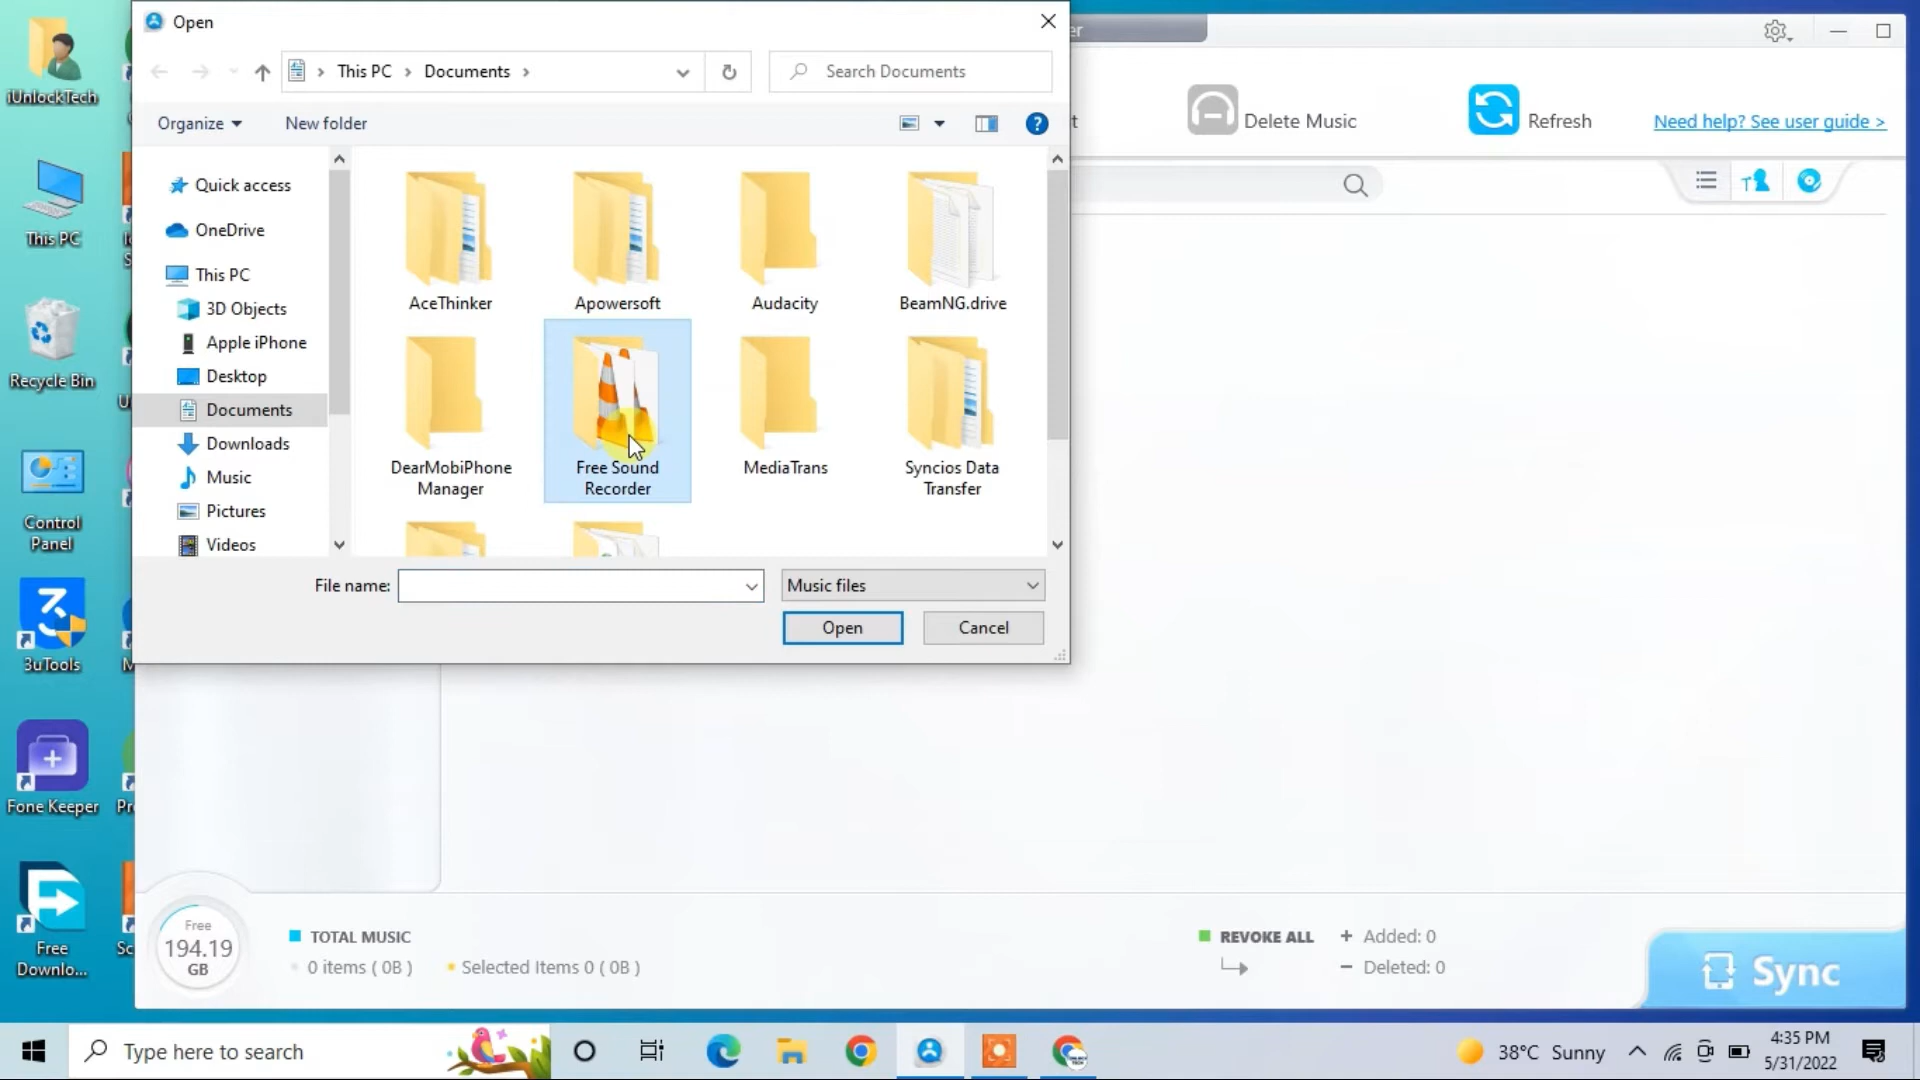 Open
This PC
Documents
Search Documents
Organize
New folder
Quick access
OneDrive
This PC
3D Objects
Apple iPhone
Desktop
Documents
Downloads
Music
Pictures
Videos
AceThinker
Apowersoft
Audacity
BeamNG.drive
DearMobiPhone
Manager
Free Sound
Recorder
MediaTrans
Syncios Data
Transfer
File name:
Music files
Open
Cancel
Delete Music
Refresh
Need help? See user guide >
iUnlockTech
This PC
Recycle Bin
Control
Panel
3uTools
Fone Keeper
Free
Downlo...
Free
194.19
GB
TOTAL MUSIC
0 items ( 0B )
Selected Items 0 ( 0B )
REVOKE ALL
+ Added: 0
− Deleted: 0
Sync
Type here to search
38°C Sunny
4:35 PM
5/31/2022